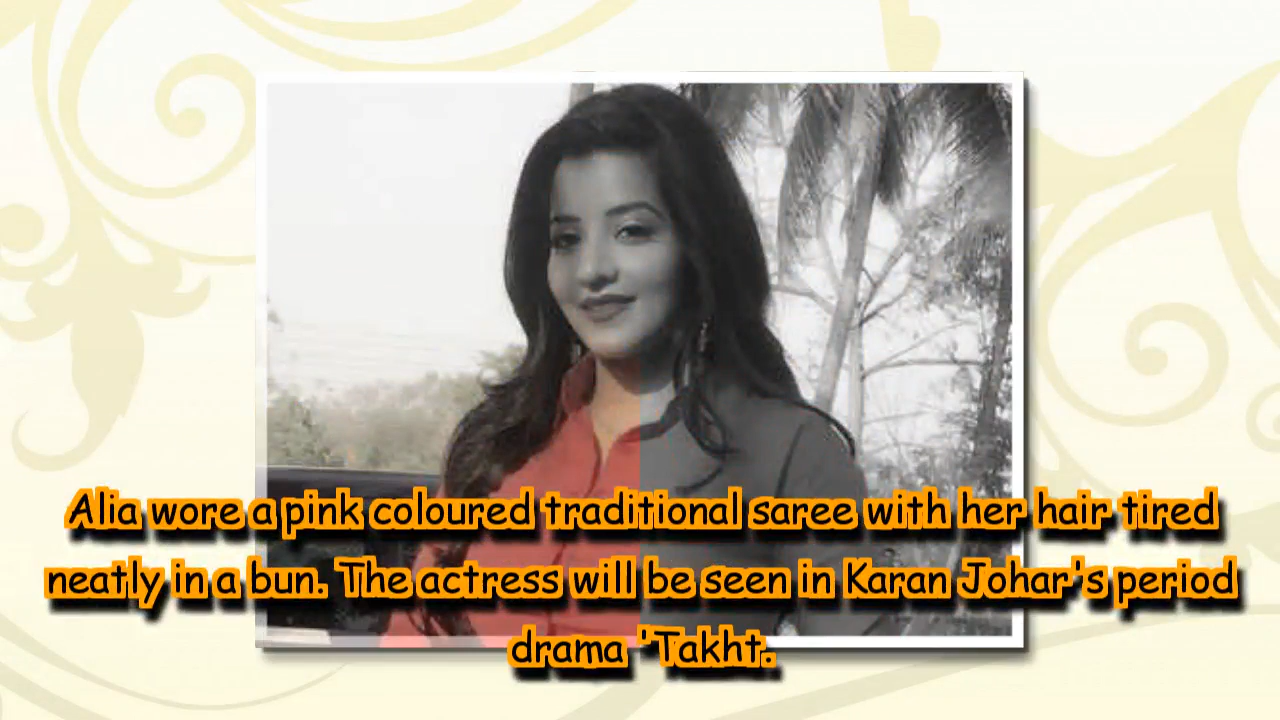 Alia wore a pink coloured traditional saree with her hair tired
neatly in a bun. The actress will be seen in Karan Johar's period
drama 'Takht.